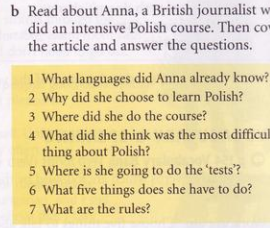 b Read about Anna, a British journalist w
did an intensive Polish course. Then co
the article and answer the questions.
1 What languages did Anna already know?
2 Why did she choose to learn Polish?
3 Where did she do the course?
4 What did she think was the most difficul
thing about Polish?
5 Where is she going to do the 'tests'?
6 What five things does she have to do?
7 What are the rules?